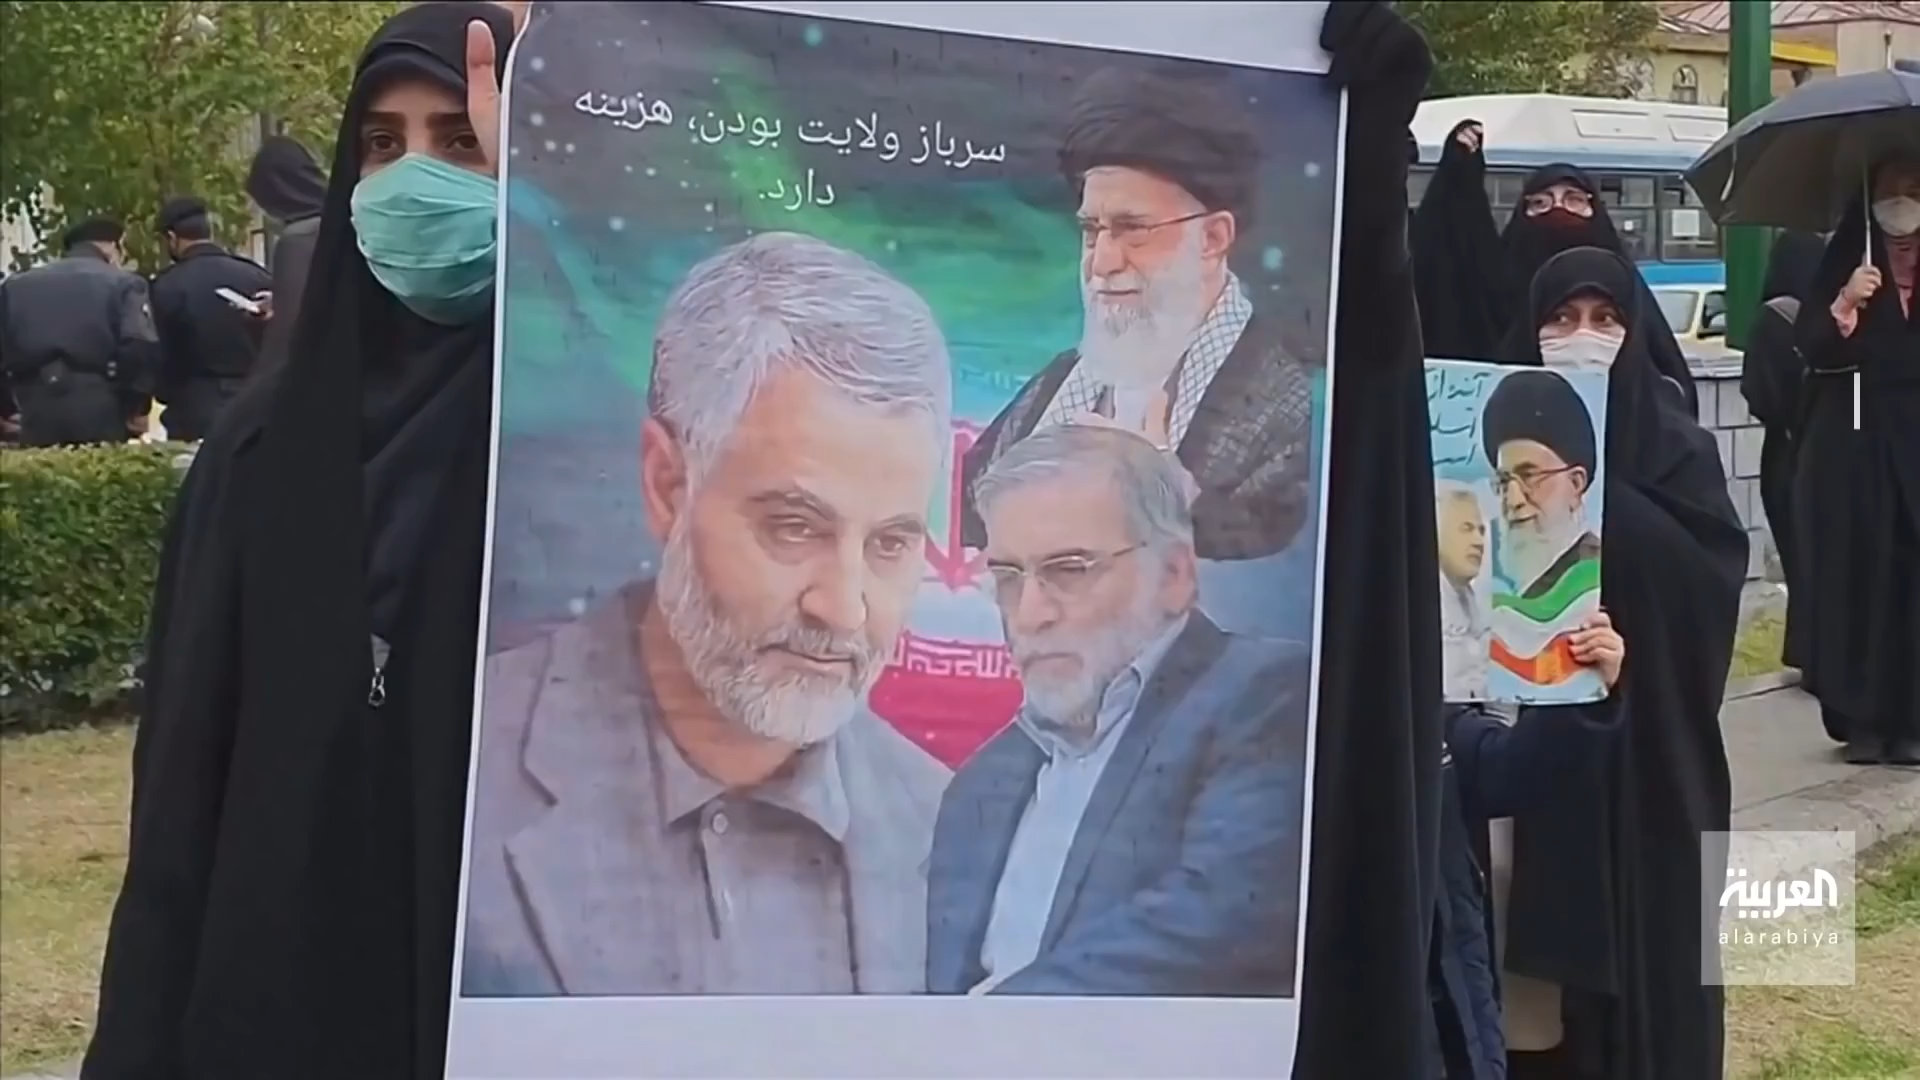 سرباز ولایت بودن، هزینه
دارد.
العربية
alarabiya